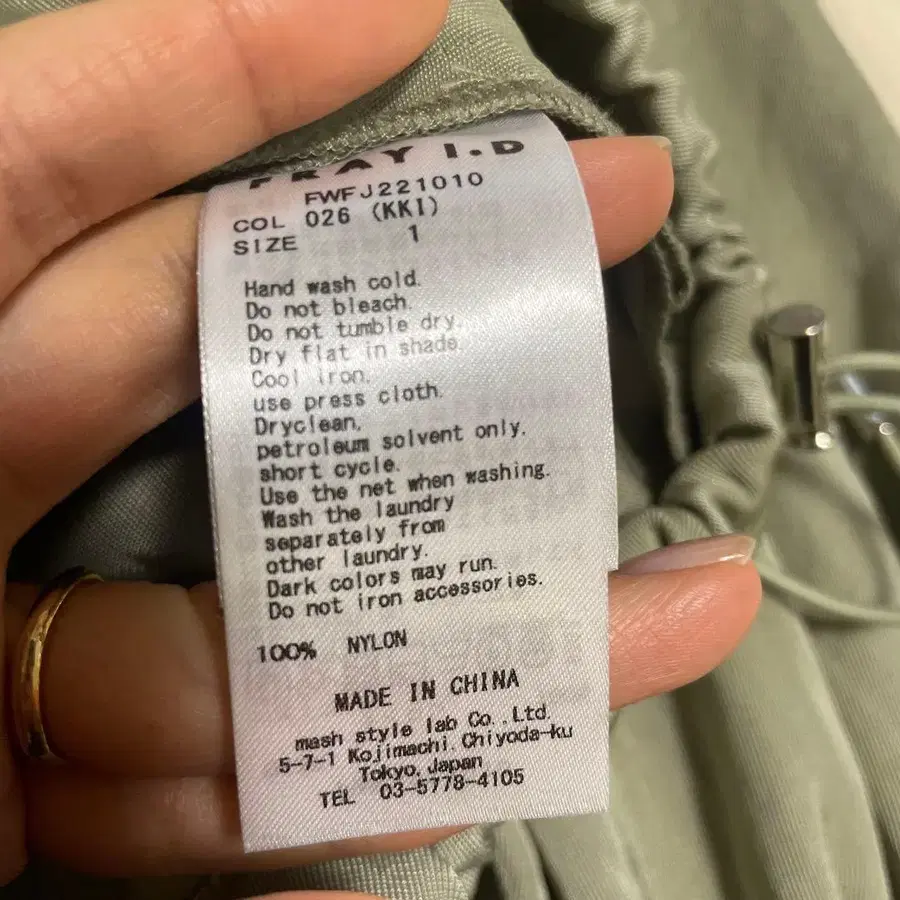 FRAY I.D
FWFJ221010
COL 026 (KKI)
SIZE 1
Hand wash cold.
Do not bleach.
Do not tumble dry.
Dry flat in shade.
Cool iron.
use press cloth.
Dryclean.
petroleum solvent only.
short cycle.
Use the net when washing.
Wash the laundry
separately from
other laundry.
Dark colors may run.
Do not iron accessories.
100% NYLON
MADE IN CHINA
mash style lab Co.,Ltd.
5-7-1 Kojimachi.Chiyoda-ku
Tokyo,Japan
TEL 03-5778-4105